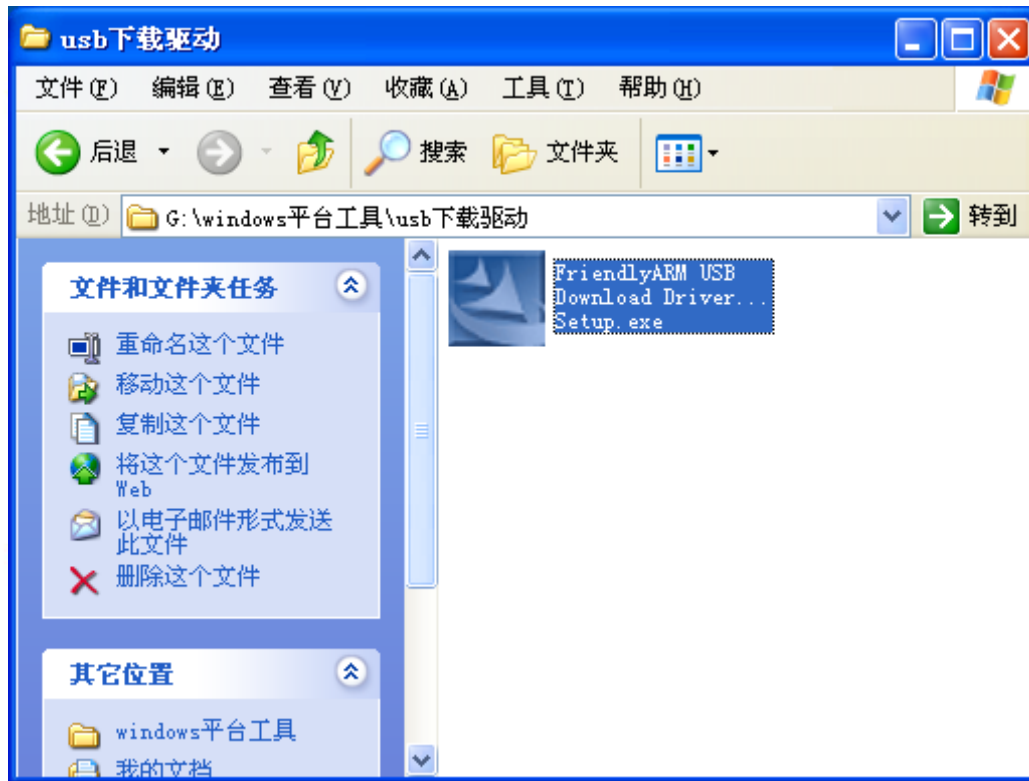 usb下载驱动
文件(F) 编辑(E) 查看(V) 收藏(A) 工具(T) 帮助(H)
后退 搜索 文件夹
地址(D) G:\windows平台工具\usb下载驱动 转到
文件和文件夹任务
重命名这个文件
移动这个文件
复制这个文件
将这个文件发布到
Web
以电子邮件形式发送
此文件
删除这个文件
其它位置
windows平台工具
我的文档
FriendlyARM USB
Download Driver...
Setup.exe